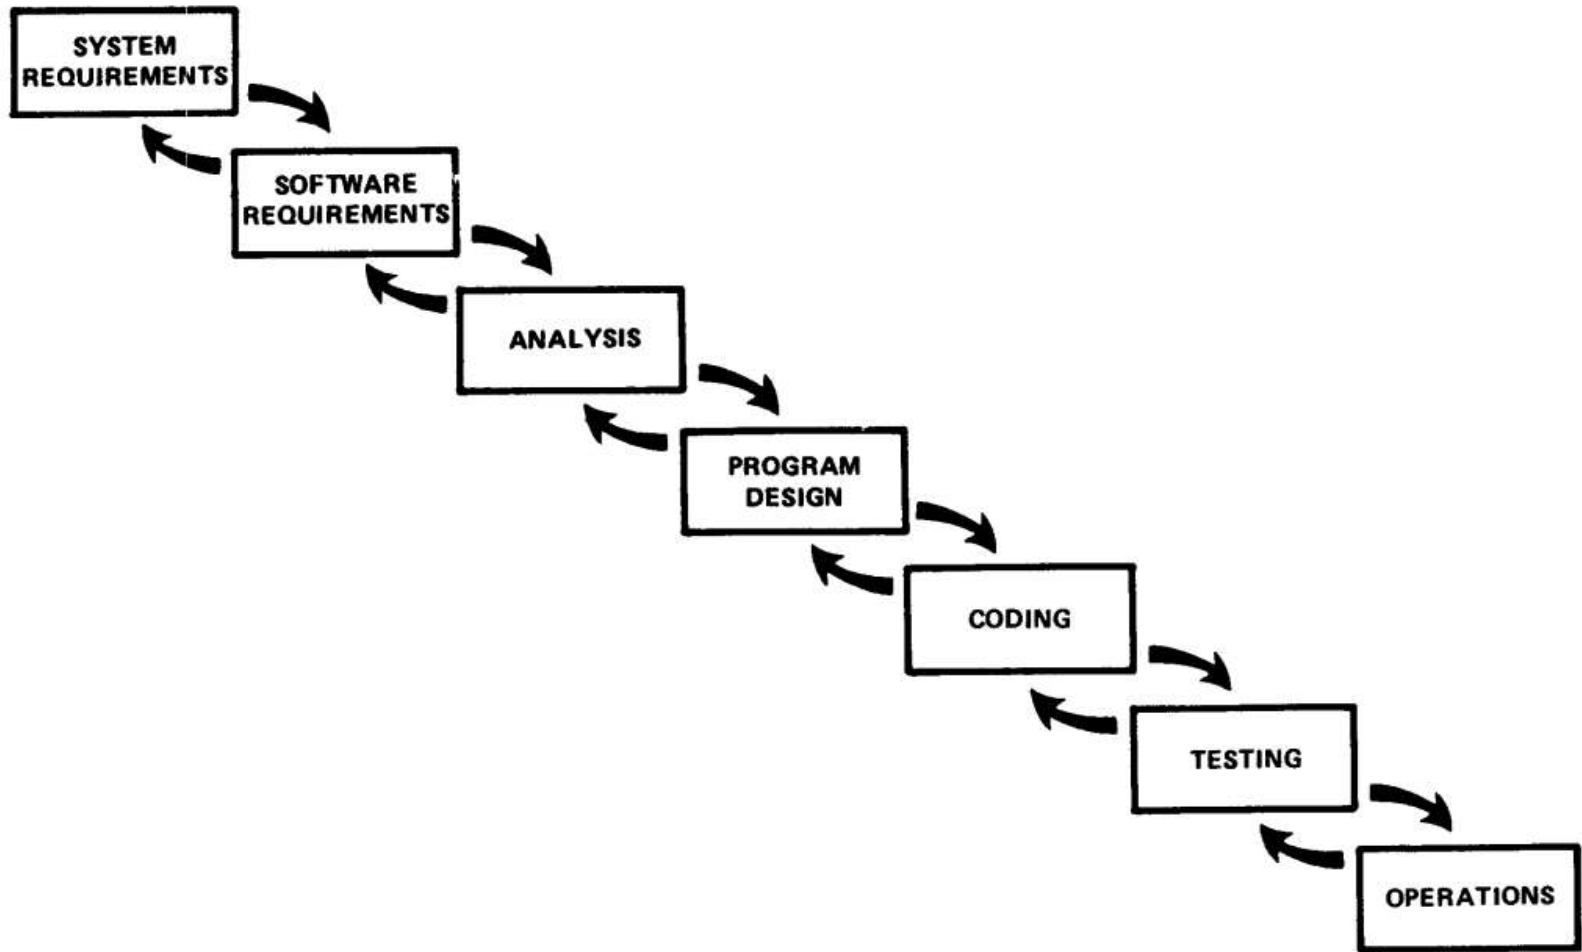 SYSTEM
REQUIREMENTS
SOFTWARE
REQUIREMENTS
ANALYSIS
PROGRAM
DESIGN
CODING
TESTING
OPERATIONS